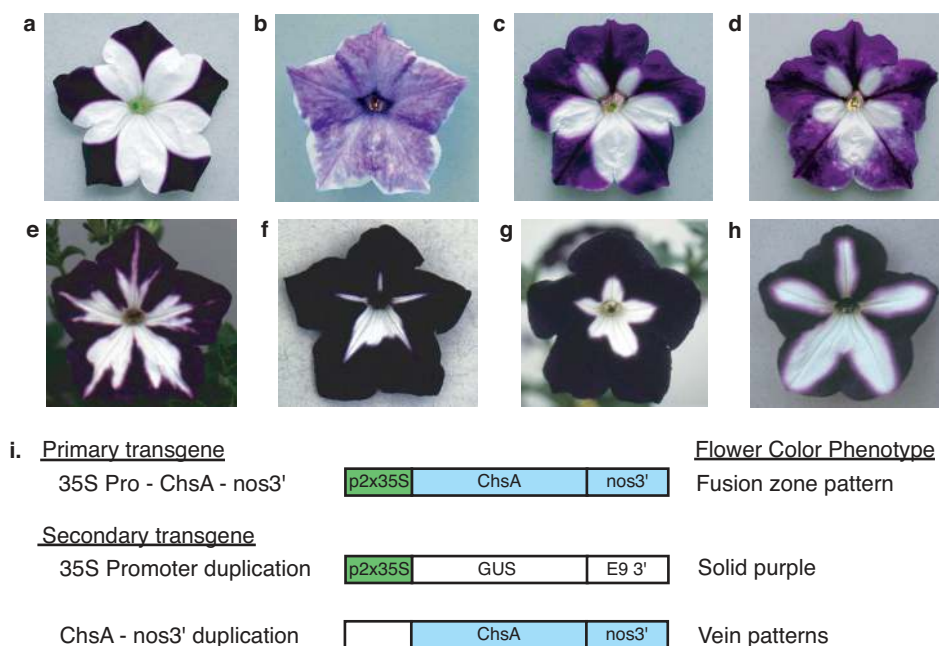 a b c d
e f g h
i. Primary transgene Flower Color Phenotype
35S Pro - ChsA - nos3' p2x35S ChsA nos3' Fusion zone pattern
Secondary transgene
35S Promoter duplication p2x35S GUS E9 3' Solid purple
ChsA - nos3' duplication ChsA nos3' Vein patterns